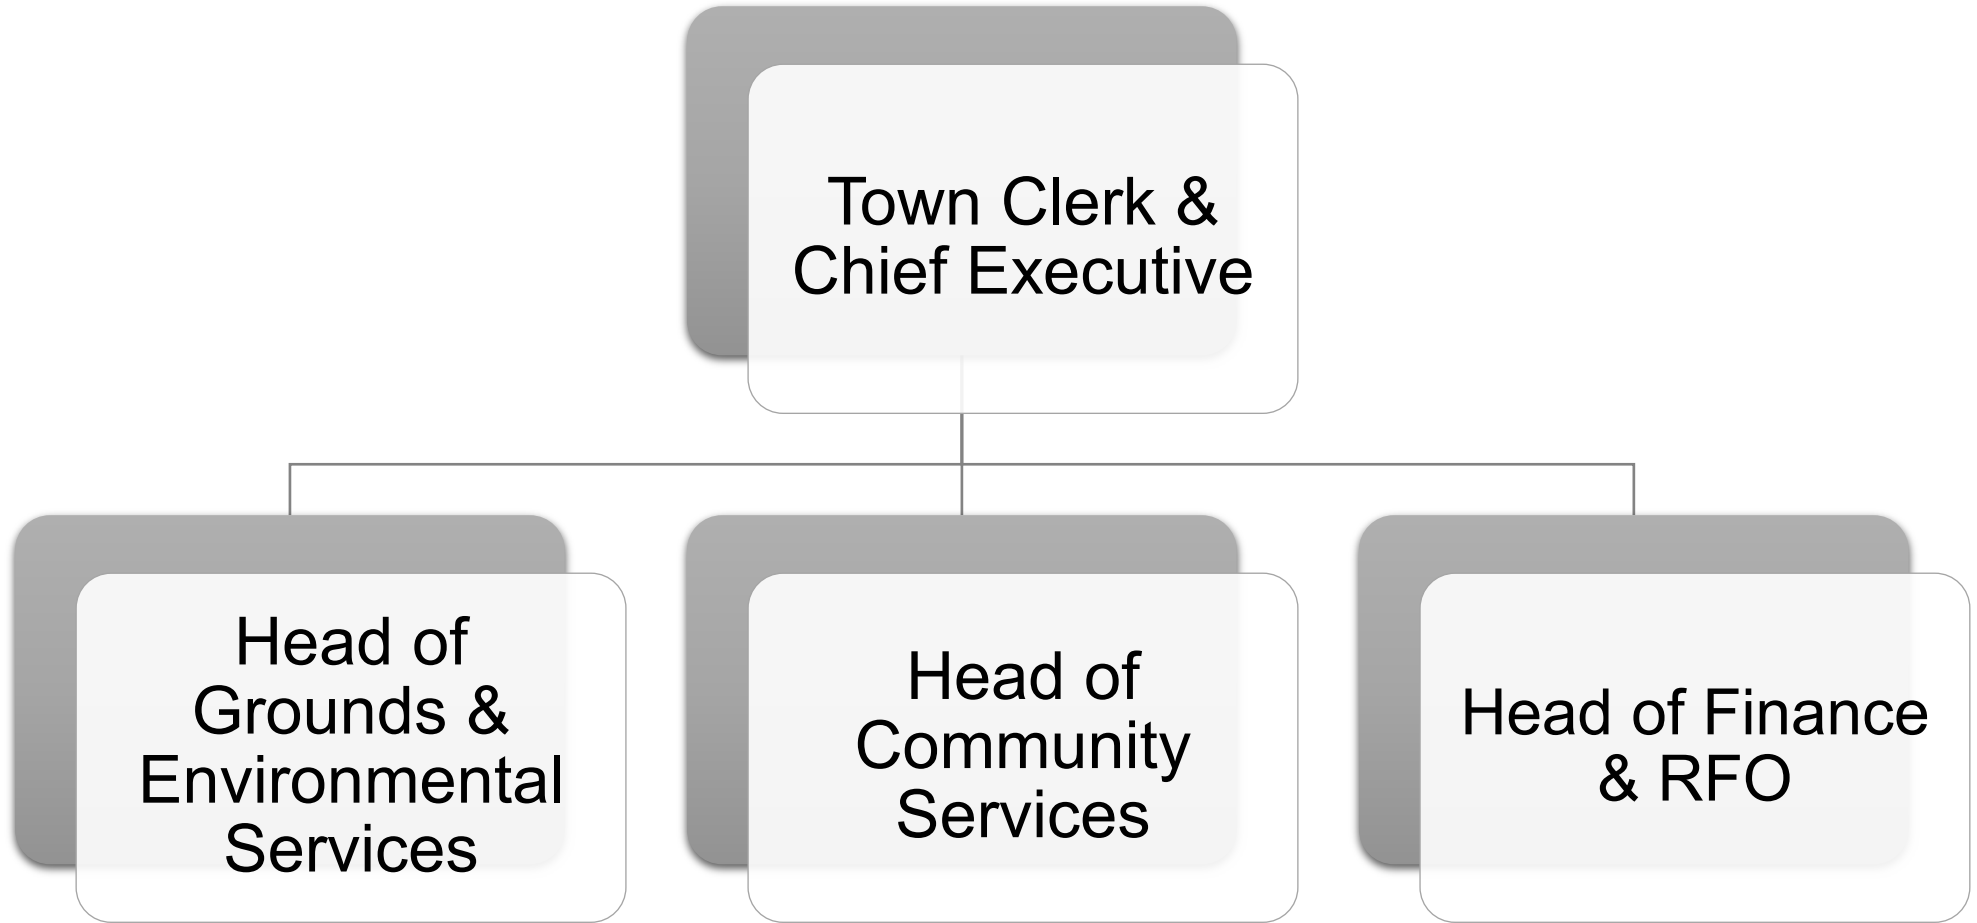 Town Clerk &
Chief Executive
Head of
Grounds &
Environmental
Services
Head of
Community
Services
Head of Finance
& RFO